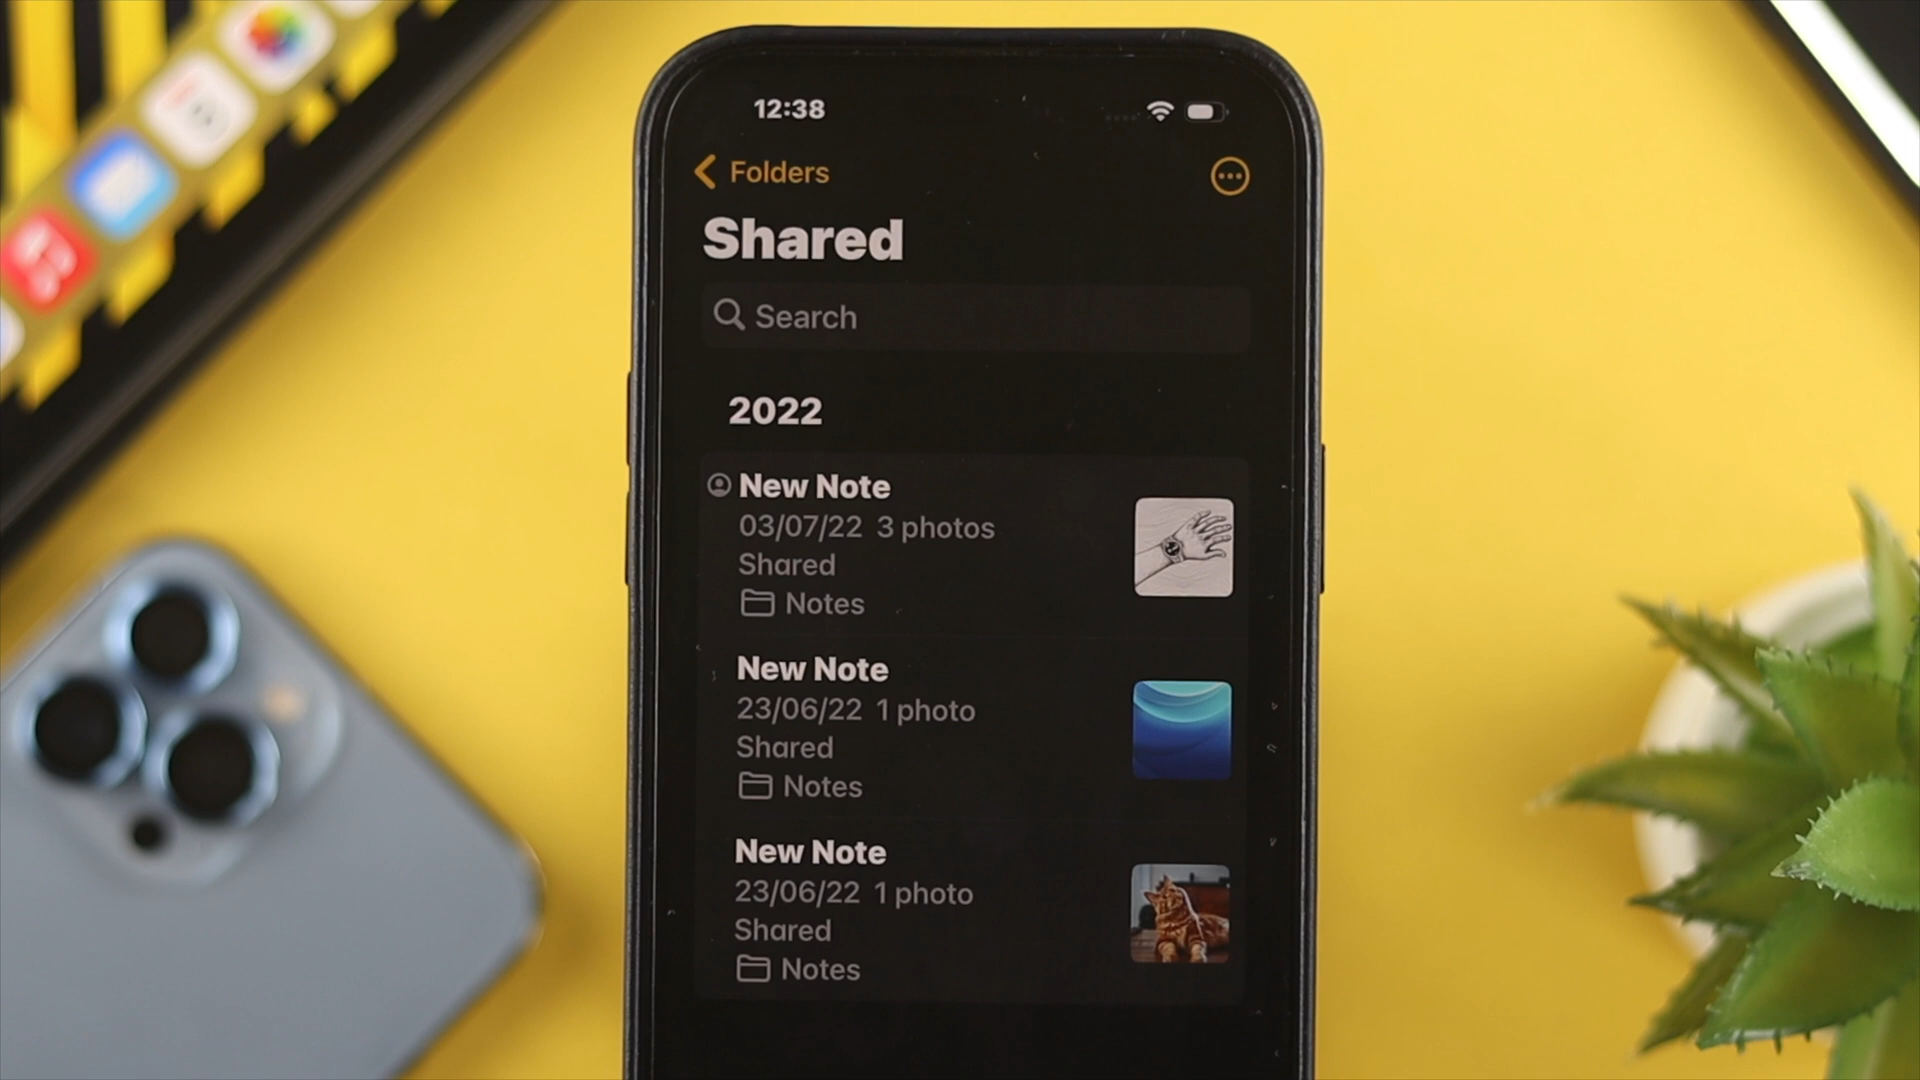 12:38
Folders
Shared
Search
2022
New Note
03/07/22 3 photos
Shared
Notes
New Note
23/06/22 1 photo
Shared
Notes
New Note
23/06/22 1 photo
Shared
Notes